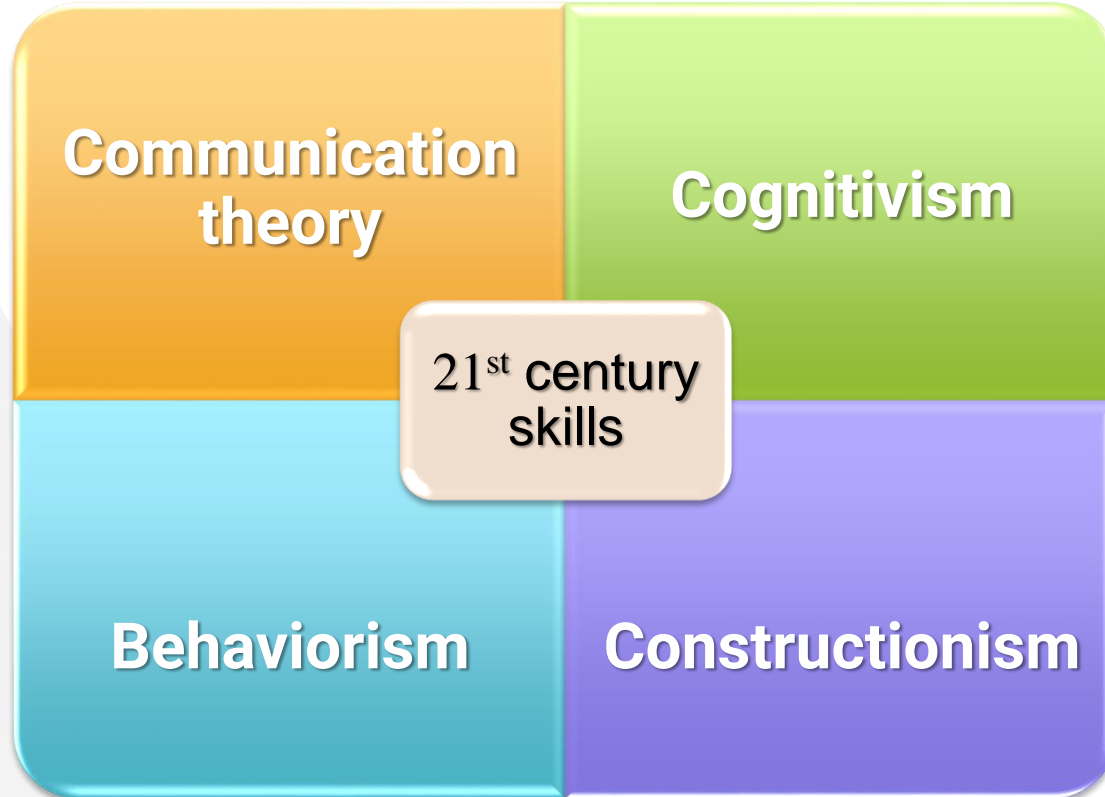 Communication
theory
Cognitivism
21st century
skills
Behaviorism
Constructionism